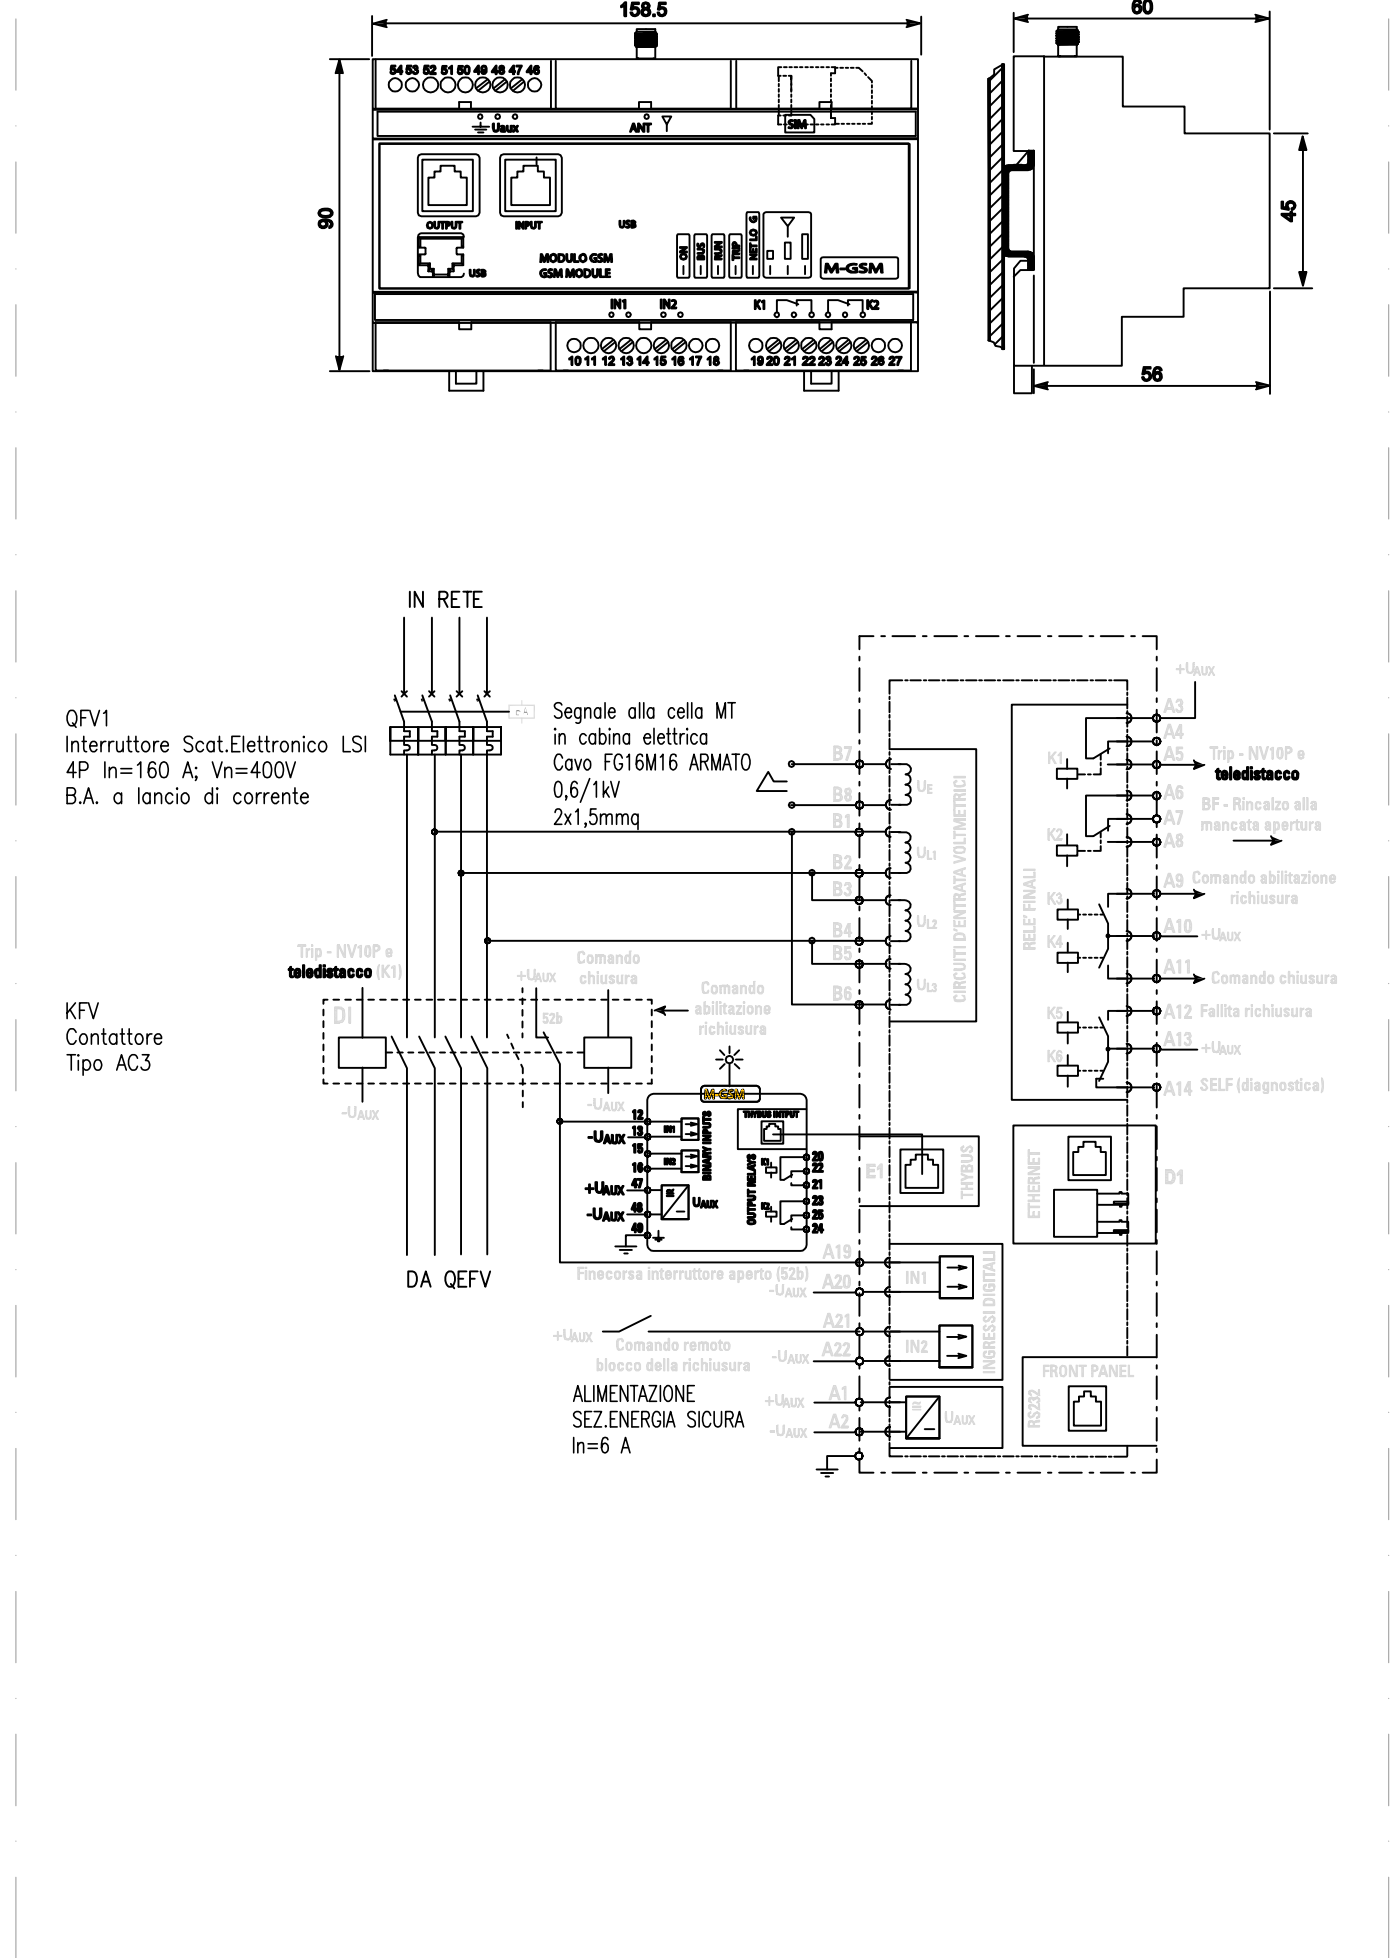 158.5
60
54 53 52 51 50 49 48 47 46
Uaux
ANT
SIM
90
45
OUTPUT
INPUT
USB
USB
MODULO GSM
GSM MODULE
ON
BUS
RUN
TRIP
NET LO G
M-GSM
IN1
IN2
K1
K2
10 11 12 13 14 15 16 17 18
19 20 21 22 23 24 25 26 27
56
IN RETE
QFV1
Interruttore Scat.Elettronico LSI
4P In=160 A; Vn=400V
B.A. a lancio di corrente
Segnale alla cella MT
in cabina elettrica
Cavo FG16M16 ARMATO
0,6/1kV
2x1,5mmq
B7
B8
B1
B2
B3
B4
B5
B6
UE
UL1
UL2
UL3
CIRCUITI D'ENTRATA VOLTMETRICI
RELE' FINALI
K1
K2
K3
K4
K5
K6
+UAUX
A3
A4
A5
Trip - NV10P e
teledistacco
A6
A7
A8
BF - Rincalzo alla
mancata apertura
A9
Comando abilitazione
richiusura
A10
+UAUX
A11
Comando chiusura
A12
Fallita richiusura
A13
+UAUX
A14
SELF (diagnostica)
Trip - NV10P e
teledistacco (K1)
+UAUX
Comando
chiusura
Comando
abilitazione
richiusura
KFV
Contattore
Tipo AC3
DI
52b
-UAUX
-UAUX
M-GSM
12
-UAUX 13
15
16
+UAUX 47
-UAUX 48
49
IN1
IN2
BINARY INPUTS
UAUX
THYBUS INTPUT
OUTPUT RELAYS
K1
K2
20
22
21
23
25
24
E1
THYBUS
ETHERNET
D1
DA QEFV
A19
Finecorsa interruttore aperto (52b)
-UAUX
A20
IN1
+UAUX
A21
Comando remoto
blocco della richiusura
-UAUX
A22
IN2
INGRESSI DIGITALI
ALIMENTAZIONE
SEZ.ENERGIA SICURA
In=6 A
+UAUX
A1
-UAUX
A2
UAUX
FRONT PANEL
RS232